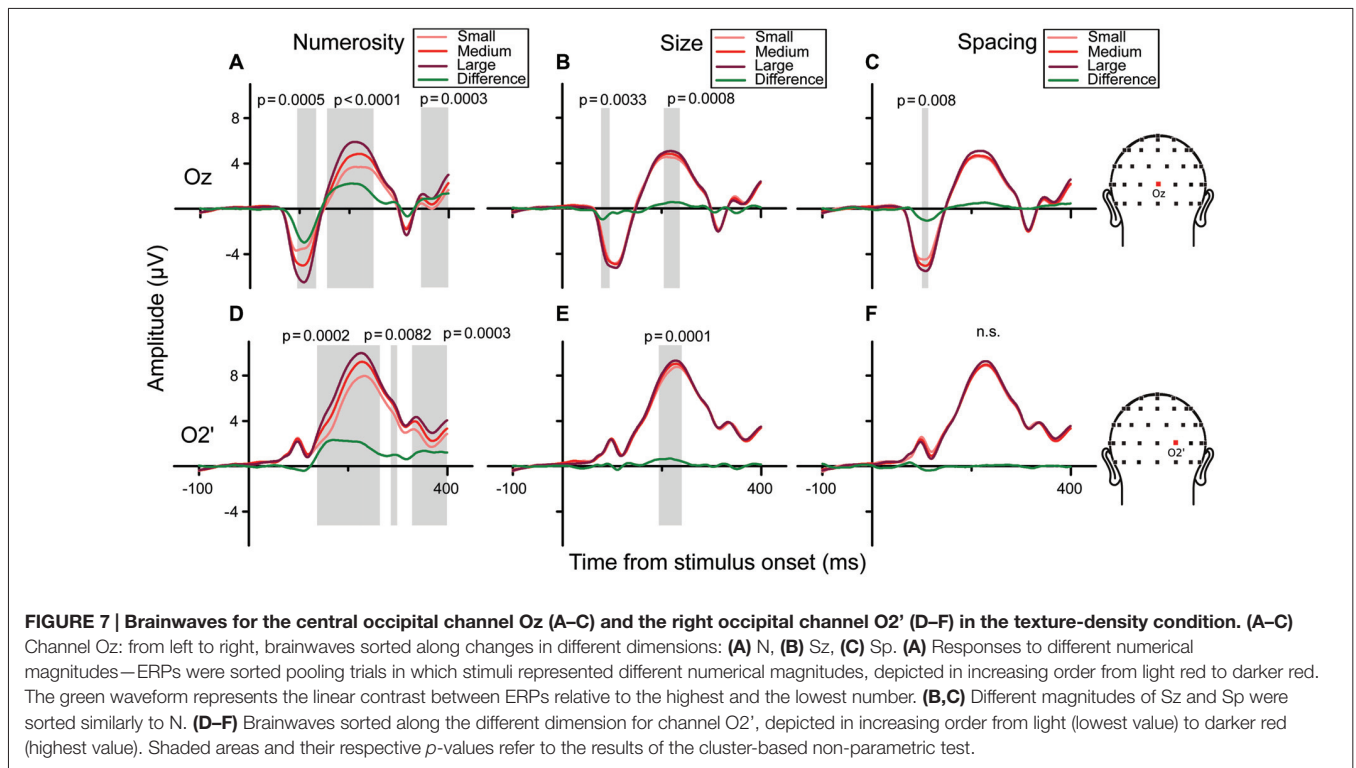 Numerosity
Small
Medium
Large
Difference
Size
Small
Medium
Large
Difference
Spacing
Small
Medium
Large
Difference
A
p=0.0005 p<0.0001 p=0.0003
8
4
-4
Oz
B
p=0.0033 p=0.0008
C
p=0.008
400
400
Oz
Amplitude (µV)
D
p=0.0002 p=0.0082 p=0.0003
8
4
-4
O2'
-100 400
E
p=0.0001
-100 400
F
n.s.
-100 400
O2'
Time from stimulus onset (ms)
FIGURE 7 | Brainwaves for the central occipital channel Oz (A–C) and the right occipital channel O2’ (D–F) in the texture-density condition. (A–C)
Channel Oz: from left to right, brainwaves sorted along changes in different dimensions: (A) N, (B) Sz, (C) Sp. (A) Responses to different numerical
magnitudes—ERPs were sorted pooling trials in which stimuli represented different numerical magnitudes, depicted in increasing order from light red to darker red.
The green waveform represents the linear contrast between ERPs relative to the highest and the lowest number. (B,C) Different magnitudes of Sz and Sp were
sorted similarly to N. (D–F) Brainwaves sorted along the different dimension for channel O2’, depicted in increasing order from light (lowest value) to darker red
(highest value). Shaded areas and their respective p-values refer to the results of the cluster-based non-parametric test.